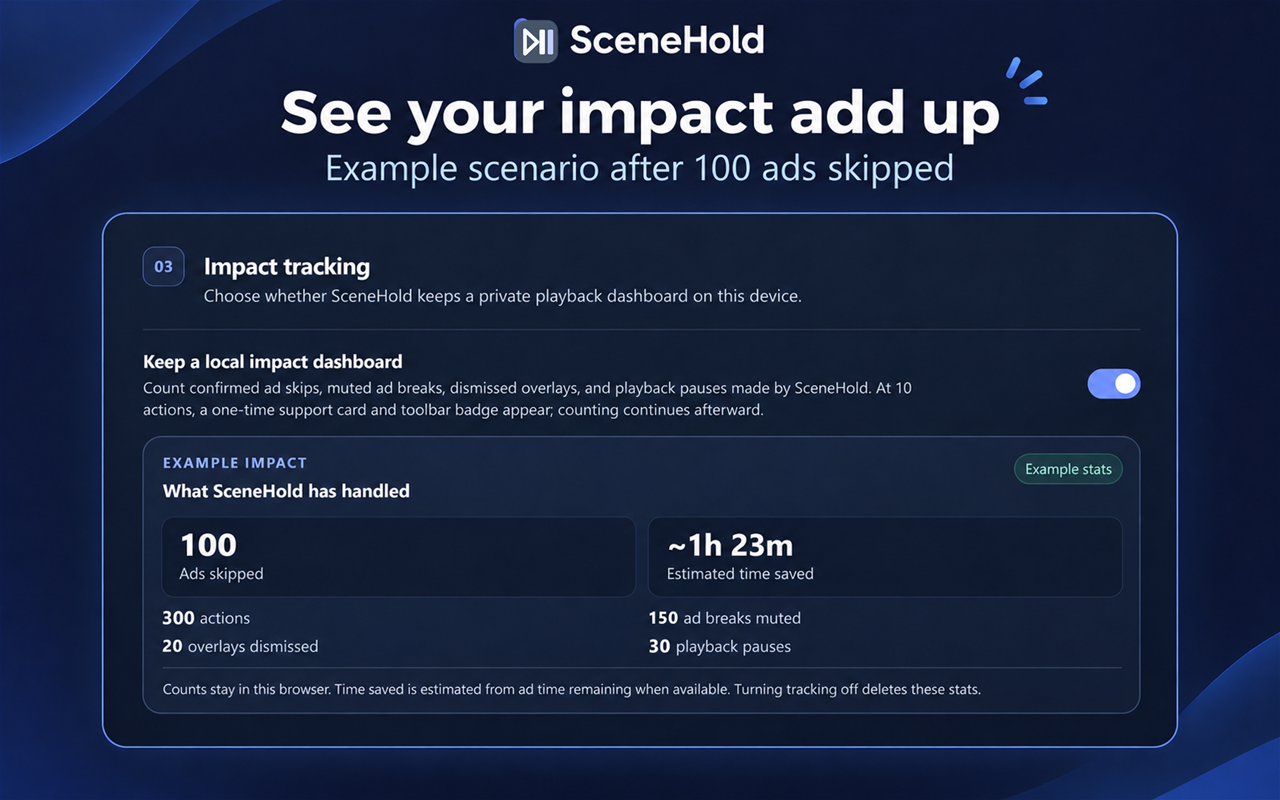 SceneHold
See your impact add up
Example scenario after 100 ads skipped
03
Impact tracking
Choose whether SceneHold keeps a private playback dashboard on this device.
Keep a local impact dashboard
Count confirmed ad skips, muted ad breaks, dismissed overlays, and playback pauses made by SceneHold. At 10
actions, a one-time support card and toolbar badge appear; counting continues afterward.
EXAMPLE IMPACT
Example stats
What SceneHold has handled
100
Ads skipped
~1h 23m
Estimated time saved
300 actions
150 ad breaks muted
20 overlays dismissed
30 playback pauses
Counts stay in this browser. Time saved is estimated from ad time remaining when available. Turning tracking off deletes these stats.